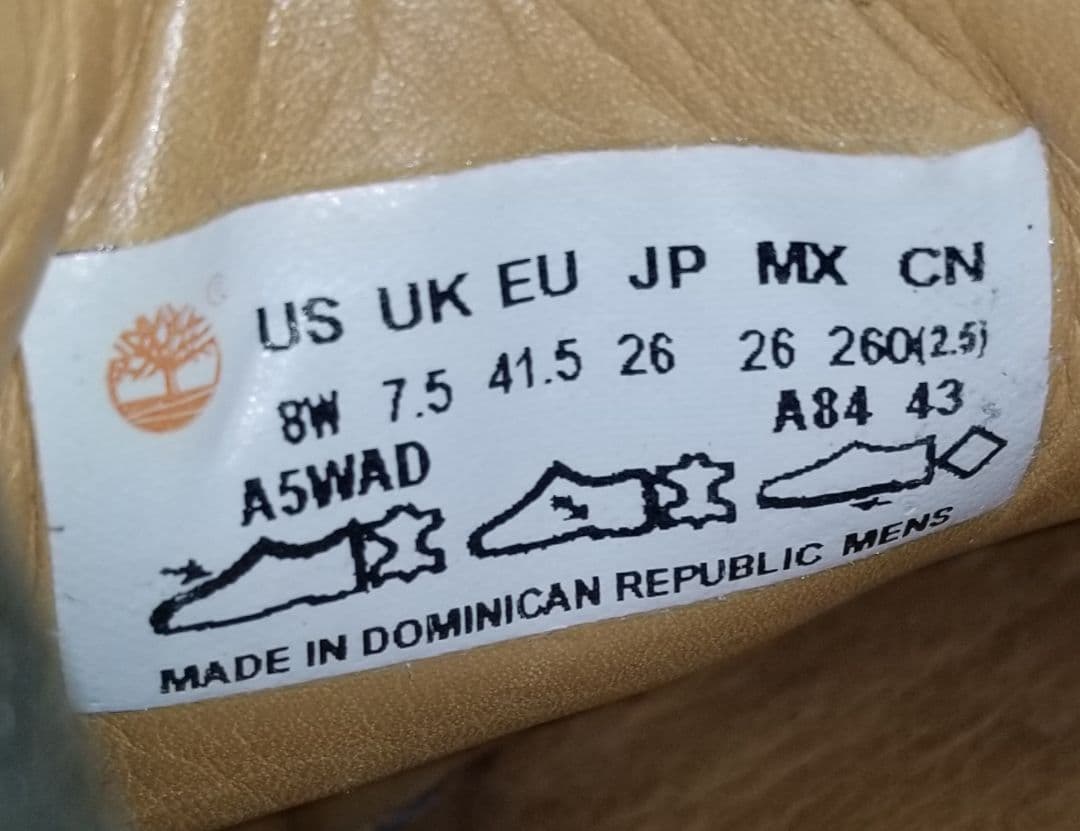 US UK EU JP MX CN
8W 7.5 41.5 26 26 260(2.5)
A5WAD A84 43
MADE IN DOMINICAN REPUBLIC MENS